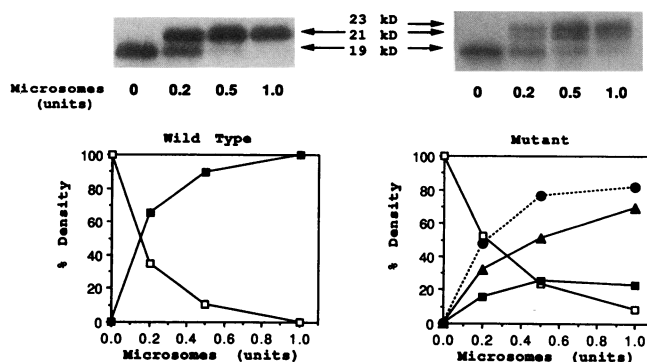 23 kD
21 kD
19 kD
Microsomes (units) 0 0.2 0.5 1.0
0 0.2 0.5 1.0
Wild Type
% Density
100
80
60
40
20
0
0.0 0.2 0.4 0.6 0.8 1.0
Microsomes (units)
Mutant
% Density
100
80
60
40
20
0
0.0 0.2 0.4 0.6 0.8 1.0
Microsomes (units)